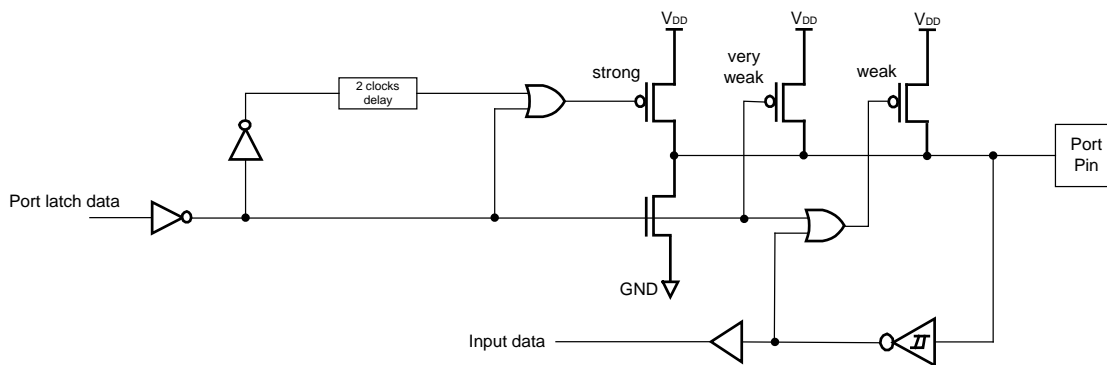 VDD
VDD
VDD
strong
very
weak
weak
2 clocks
delay
Port
Pin
Port latch data
GND
Input data